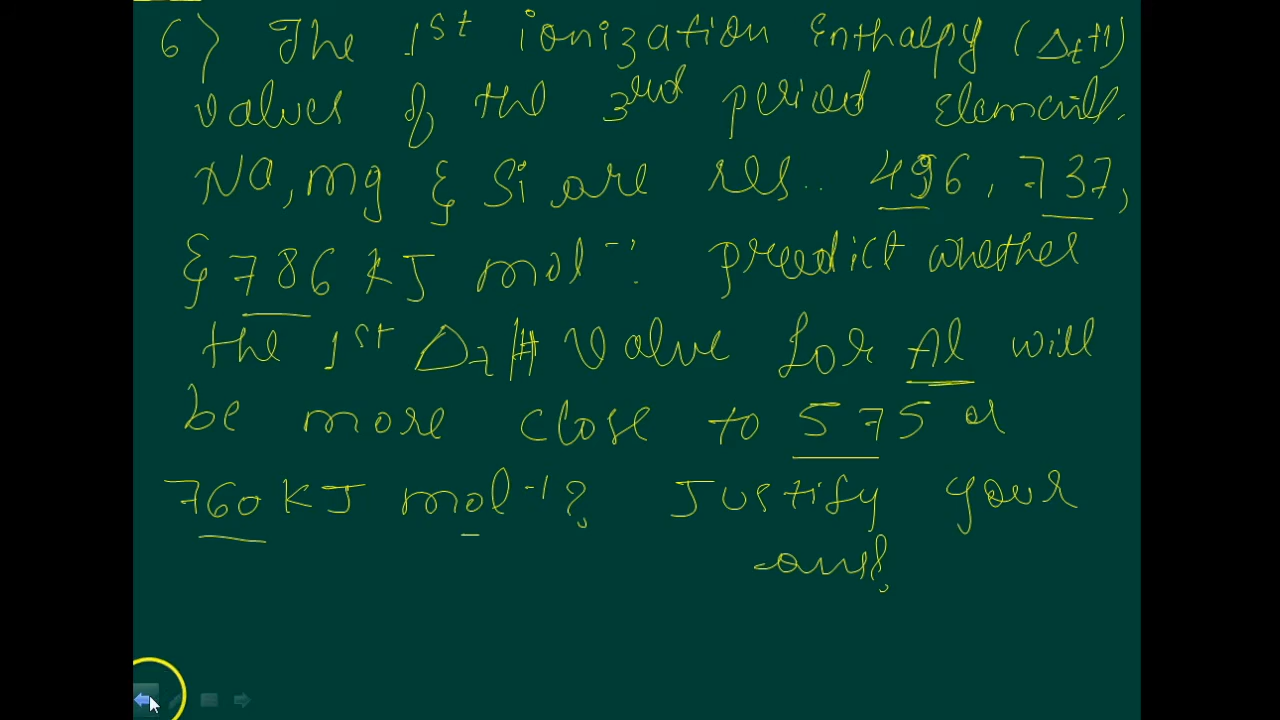 6) The 1st ionization Enthalpy (ΔtH)
values of the 3rd period Elements.
Na, mg & Si are res.. 496, 737,
& 786 KJ mol⁻¹. predict whether
the 1st ΔiH value for Al will
be more close to 575 or
760 KJ mol⁻¹? Justify your
ans?